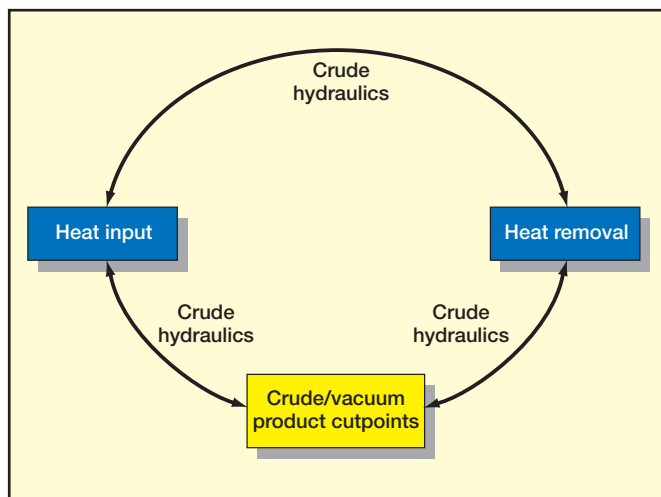 Crude
hydraulics
Heat input
Heat removal
Crude
hydraulics
Crude
hydraulics
Crude/vacuum
product cutpoints